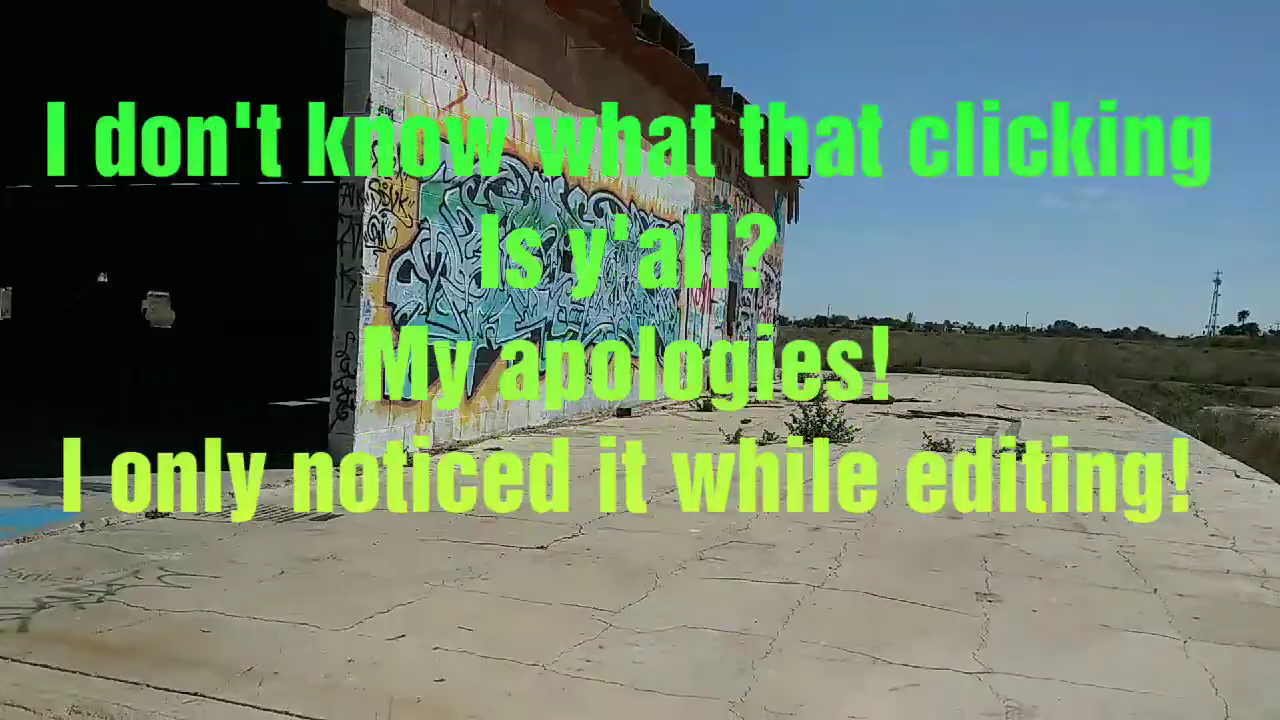 I don't know what that clicking
Is y'all?
My apologies!
I only noticed it while editing!